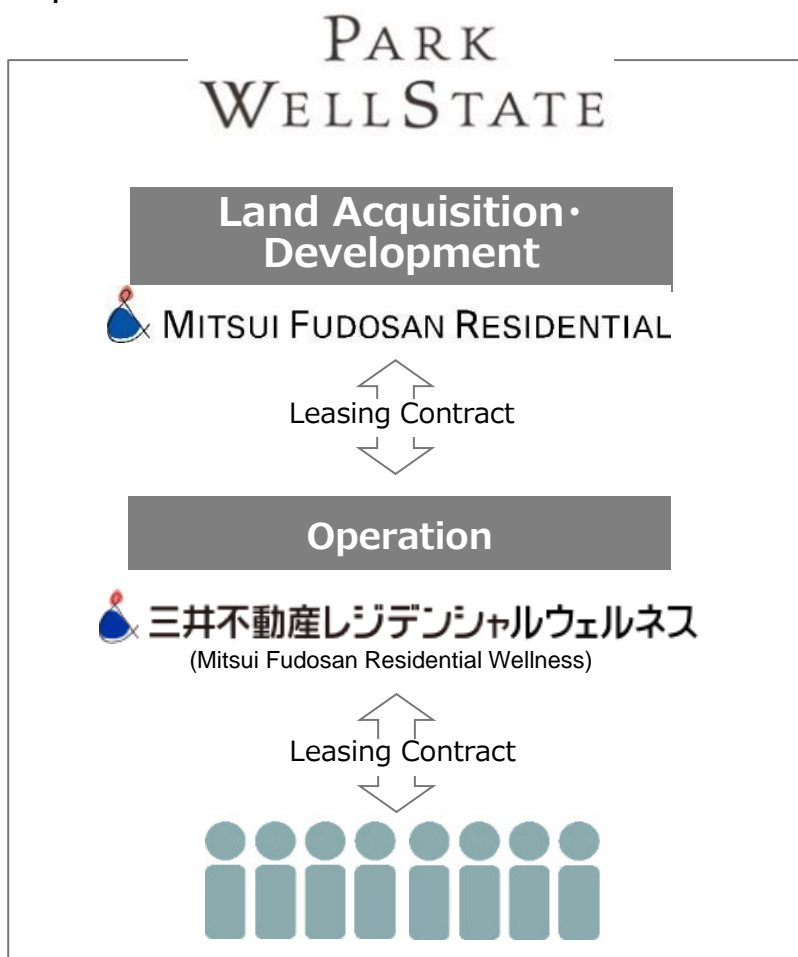 PARK
WELLSTATE
Land Acquisition・
Development
MITSUI FUDOSAN RESIDENTIAL
Leasing Contract
Operation
三井不動産レジデンシャルウェルネス
(Mitsui Fudosan Residential Wellness)
Leasing Contract